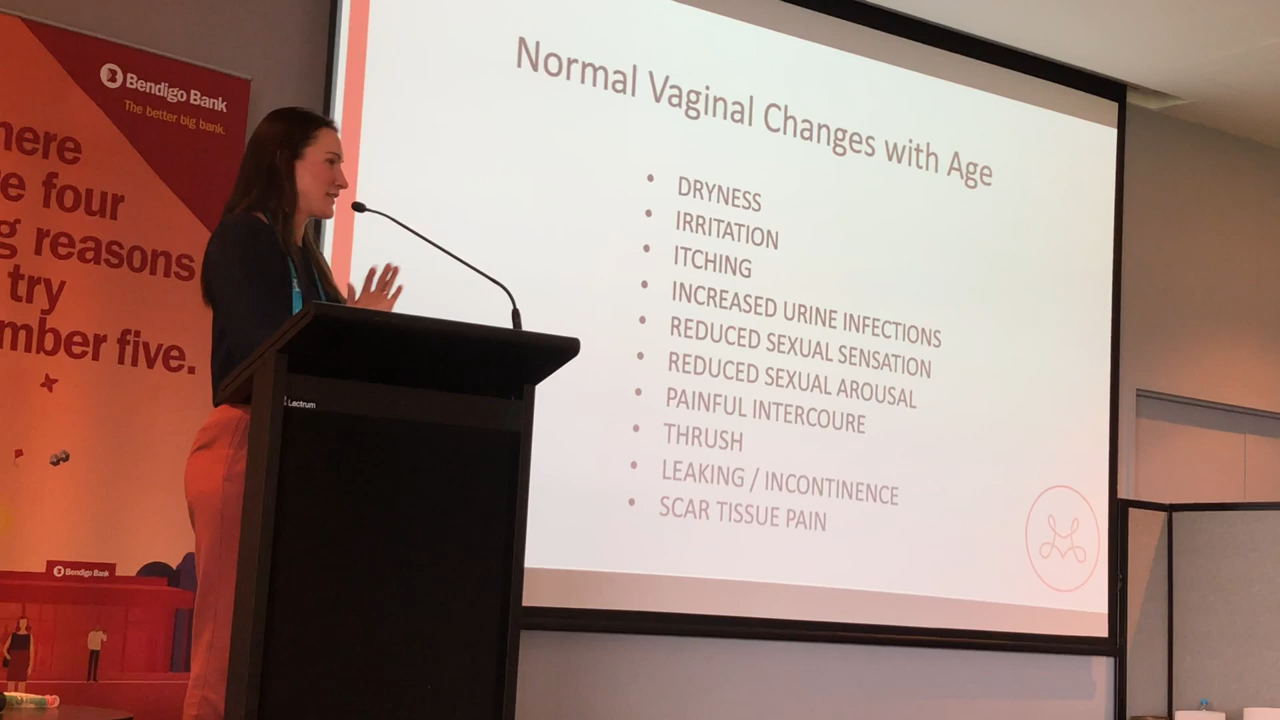 Bendigo Bank
The better big bank.
four
reasons
try
five.
Bendigo Bank
Lectrum
Normal Vaginal Changes with Age
• DRYNESS
• IRRITATION
• ITCHING
• INCREASED URINE INFECTIONS
• REDUCED SEXUAL SENSATION
• REDUCED SEXUAL AROUSAL
• PAINFUL INTERCOURE
• THRUSH
• LEAKING / INCONTINENCE
• SCAR TISSUE PAIN